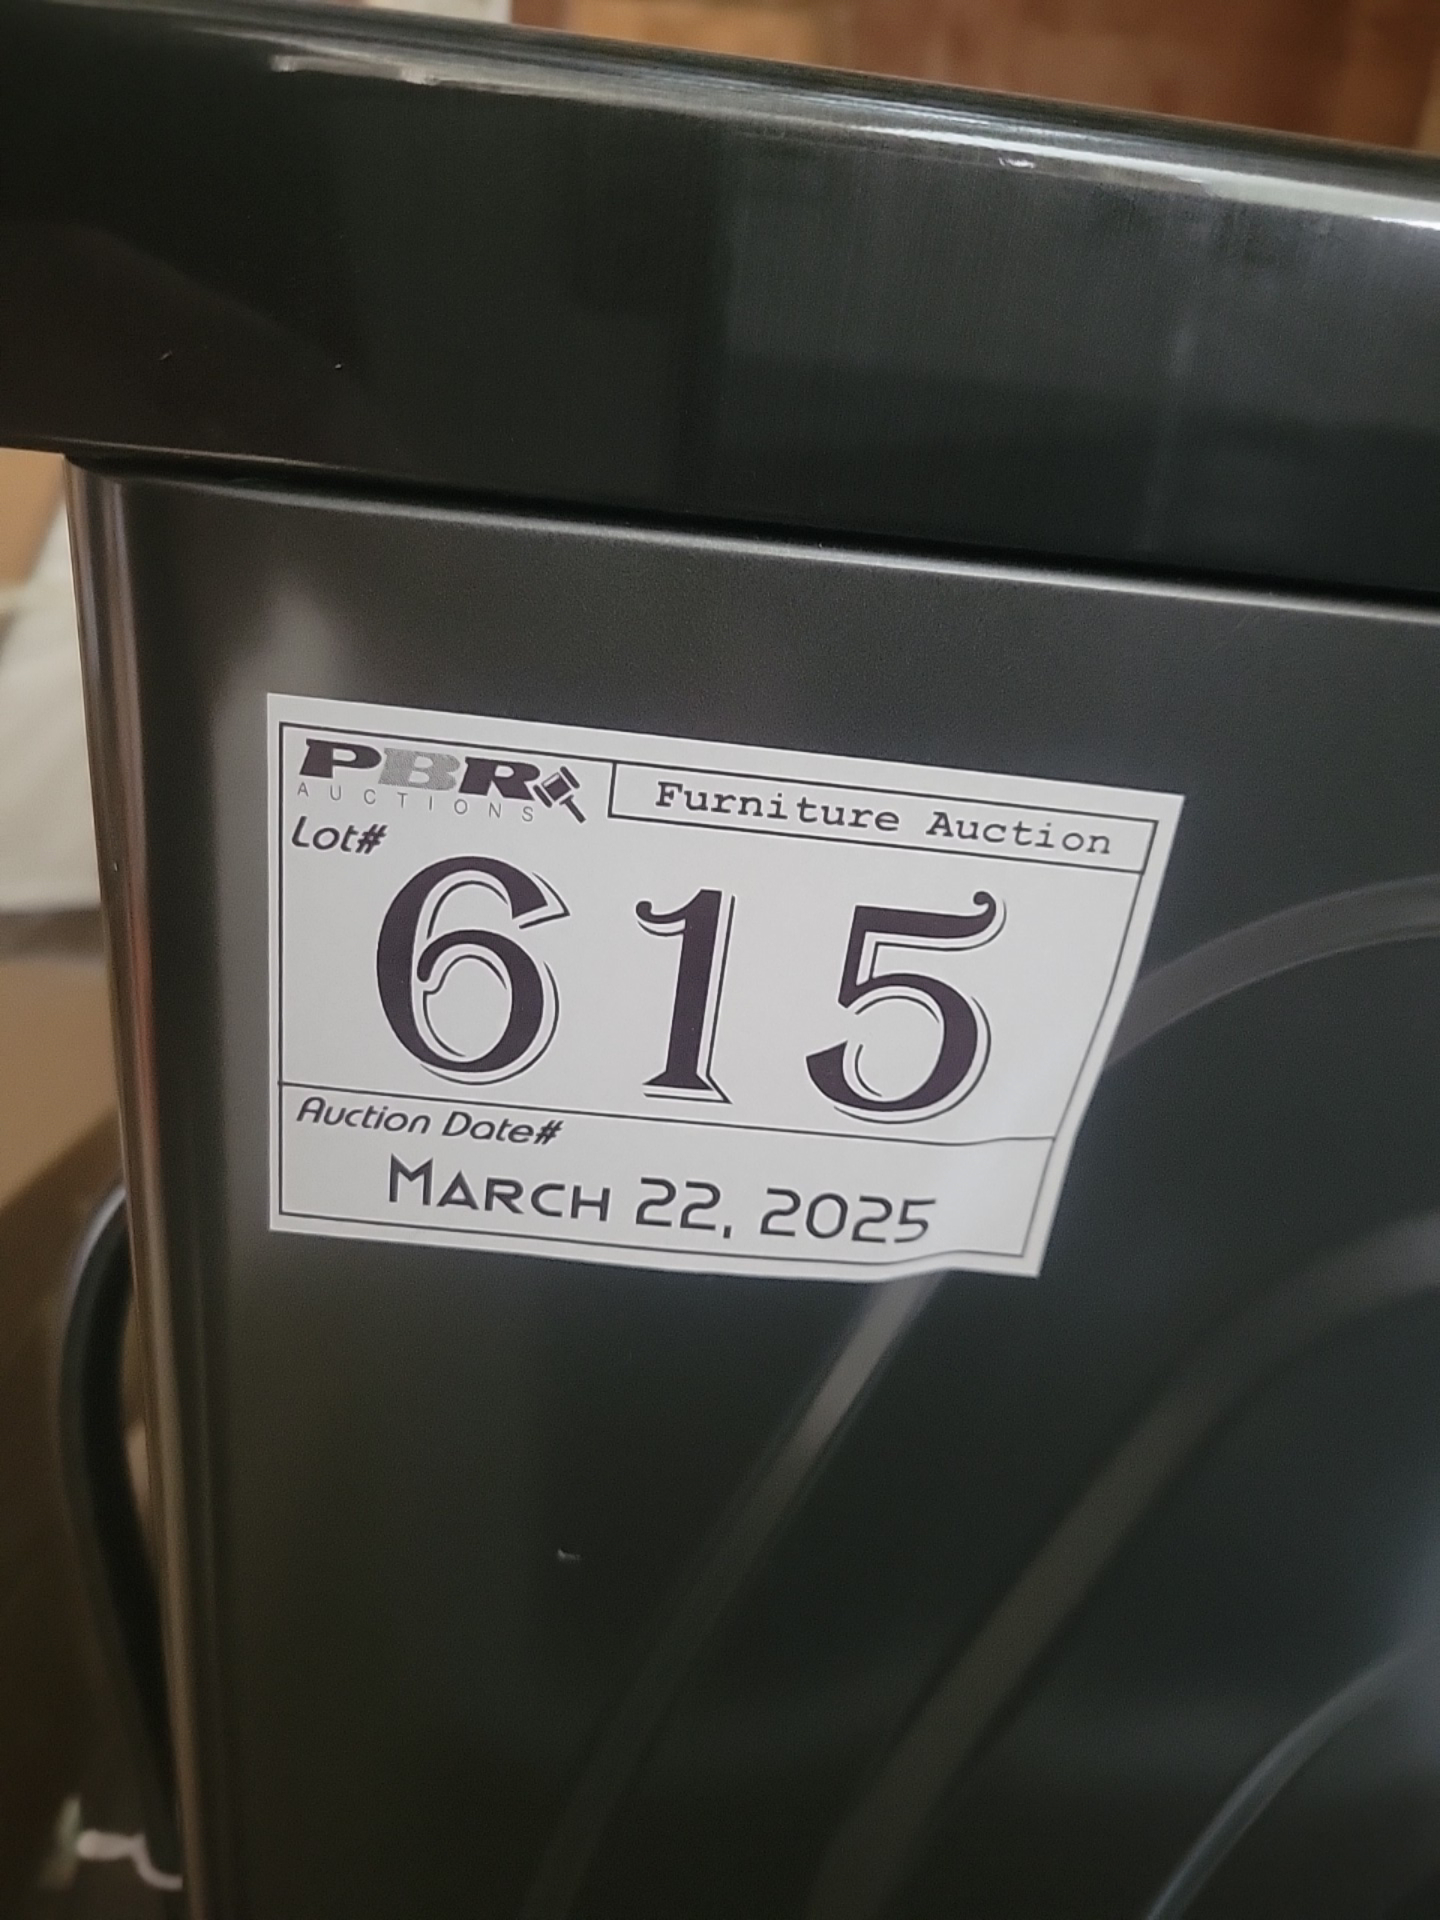 PBR
AUCTIONS
Furniture Auction
Lot#
615
Auction Date#
MARCH 22, 2025